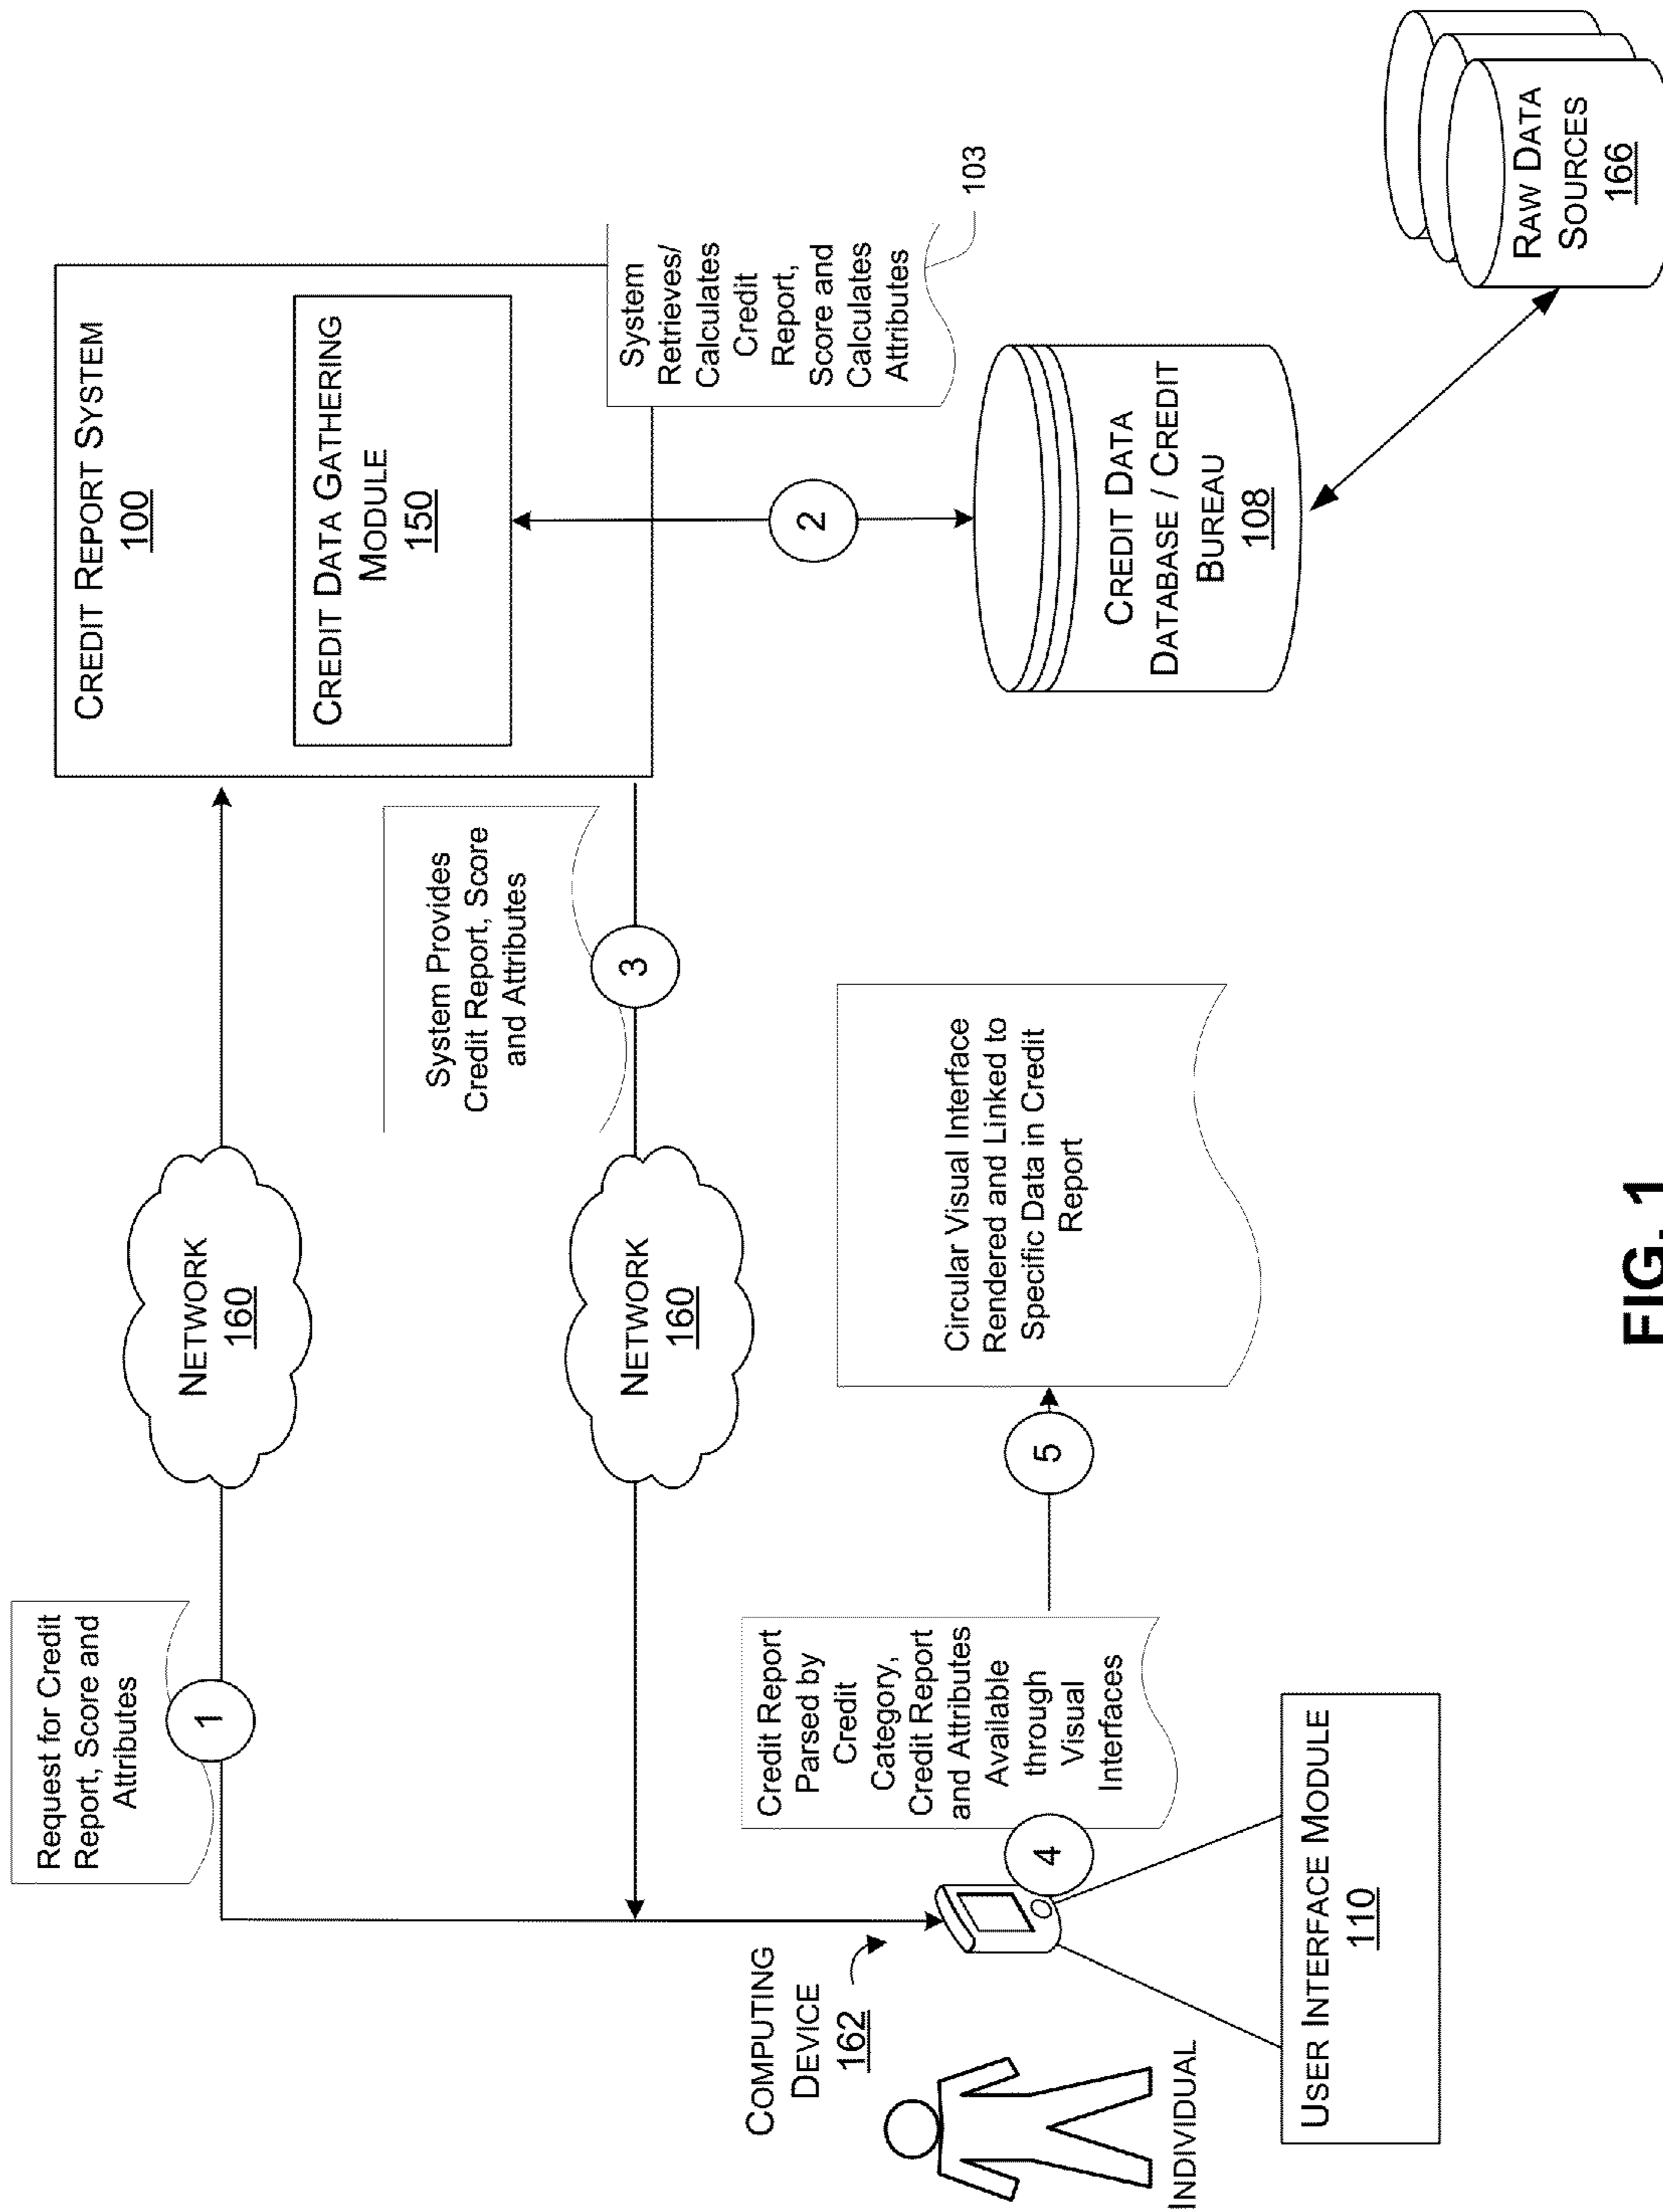 Request for Credit
Report, Score and
Attributes
1
NETWORK
160
CREDIT REPORT SYSTEM
100
CREDIT DATA GATHERING
MODULE
150
System Provides
Credit Report, Score
and Attributes
3
NETWORK
160
System
Retrieves/
Calculates
Credit
Report,
Score and
Calculates
Attributes
103
2
COMPUTING
DEVICE
162
INDIVIDUAL
4
Credit Report
Parsed by
Credit
Category,
Credit Report
and Attributes
Available
through
Visual
Interfaces
5
Circular Visual Interface
Rendered and Linked to
Specific Data in Credit
Report
CREDIT DATA
DATABASE / CREDIT
BUREAU
108
USER INTERFACE MODULE
110
RAW DATA
SOURCES
166
FIG. 1